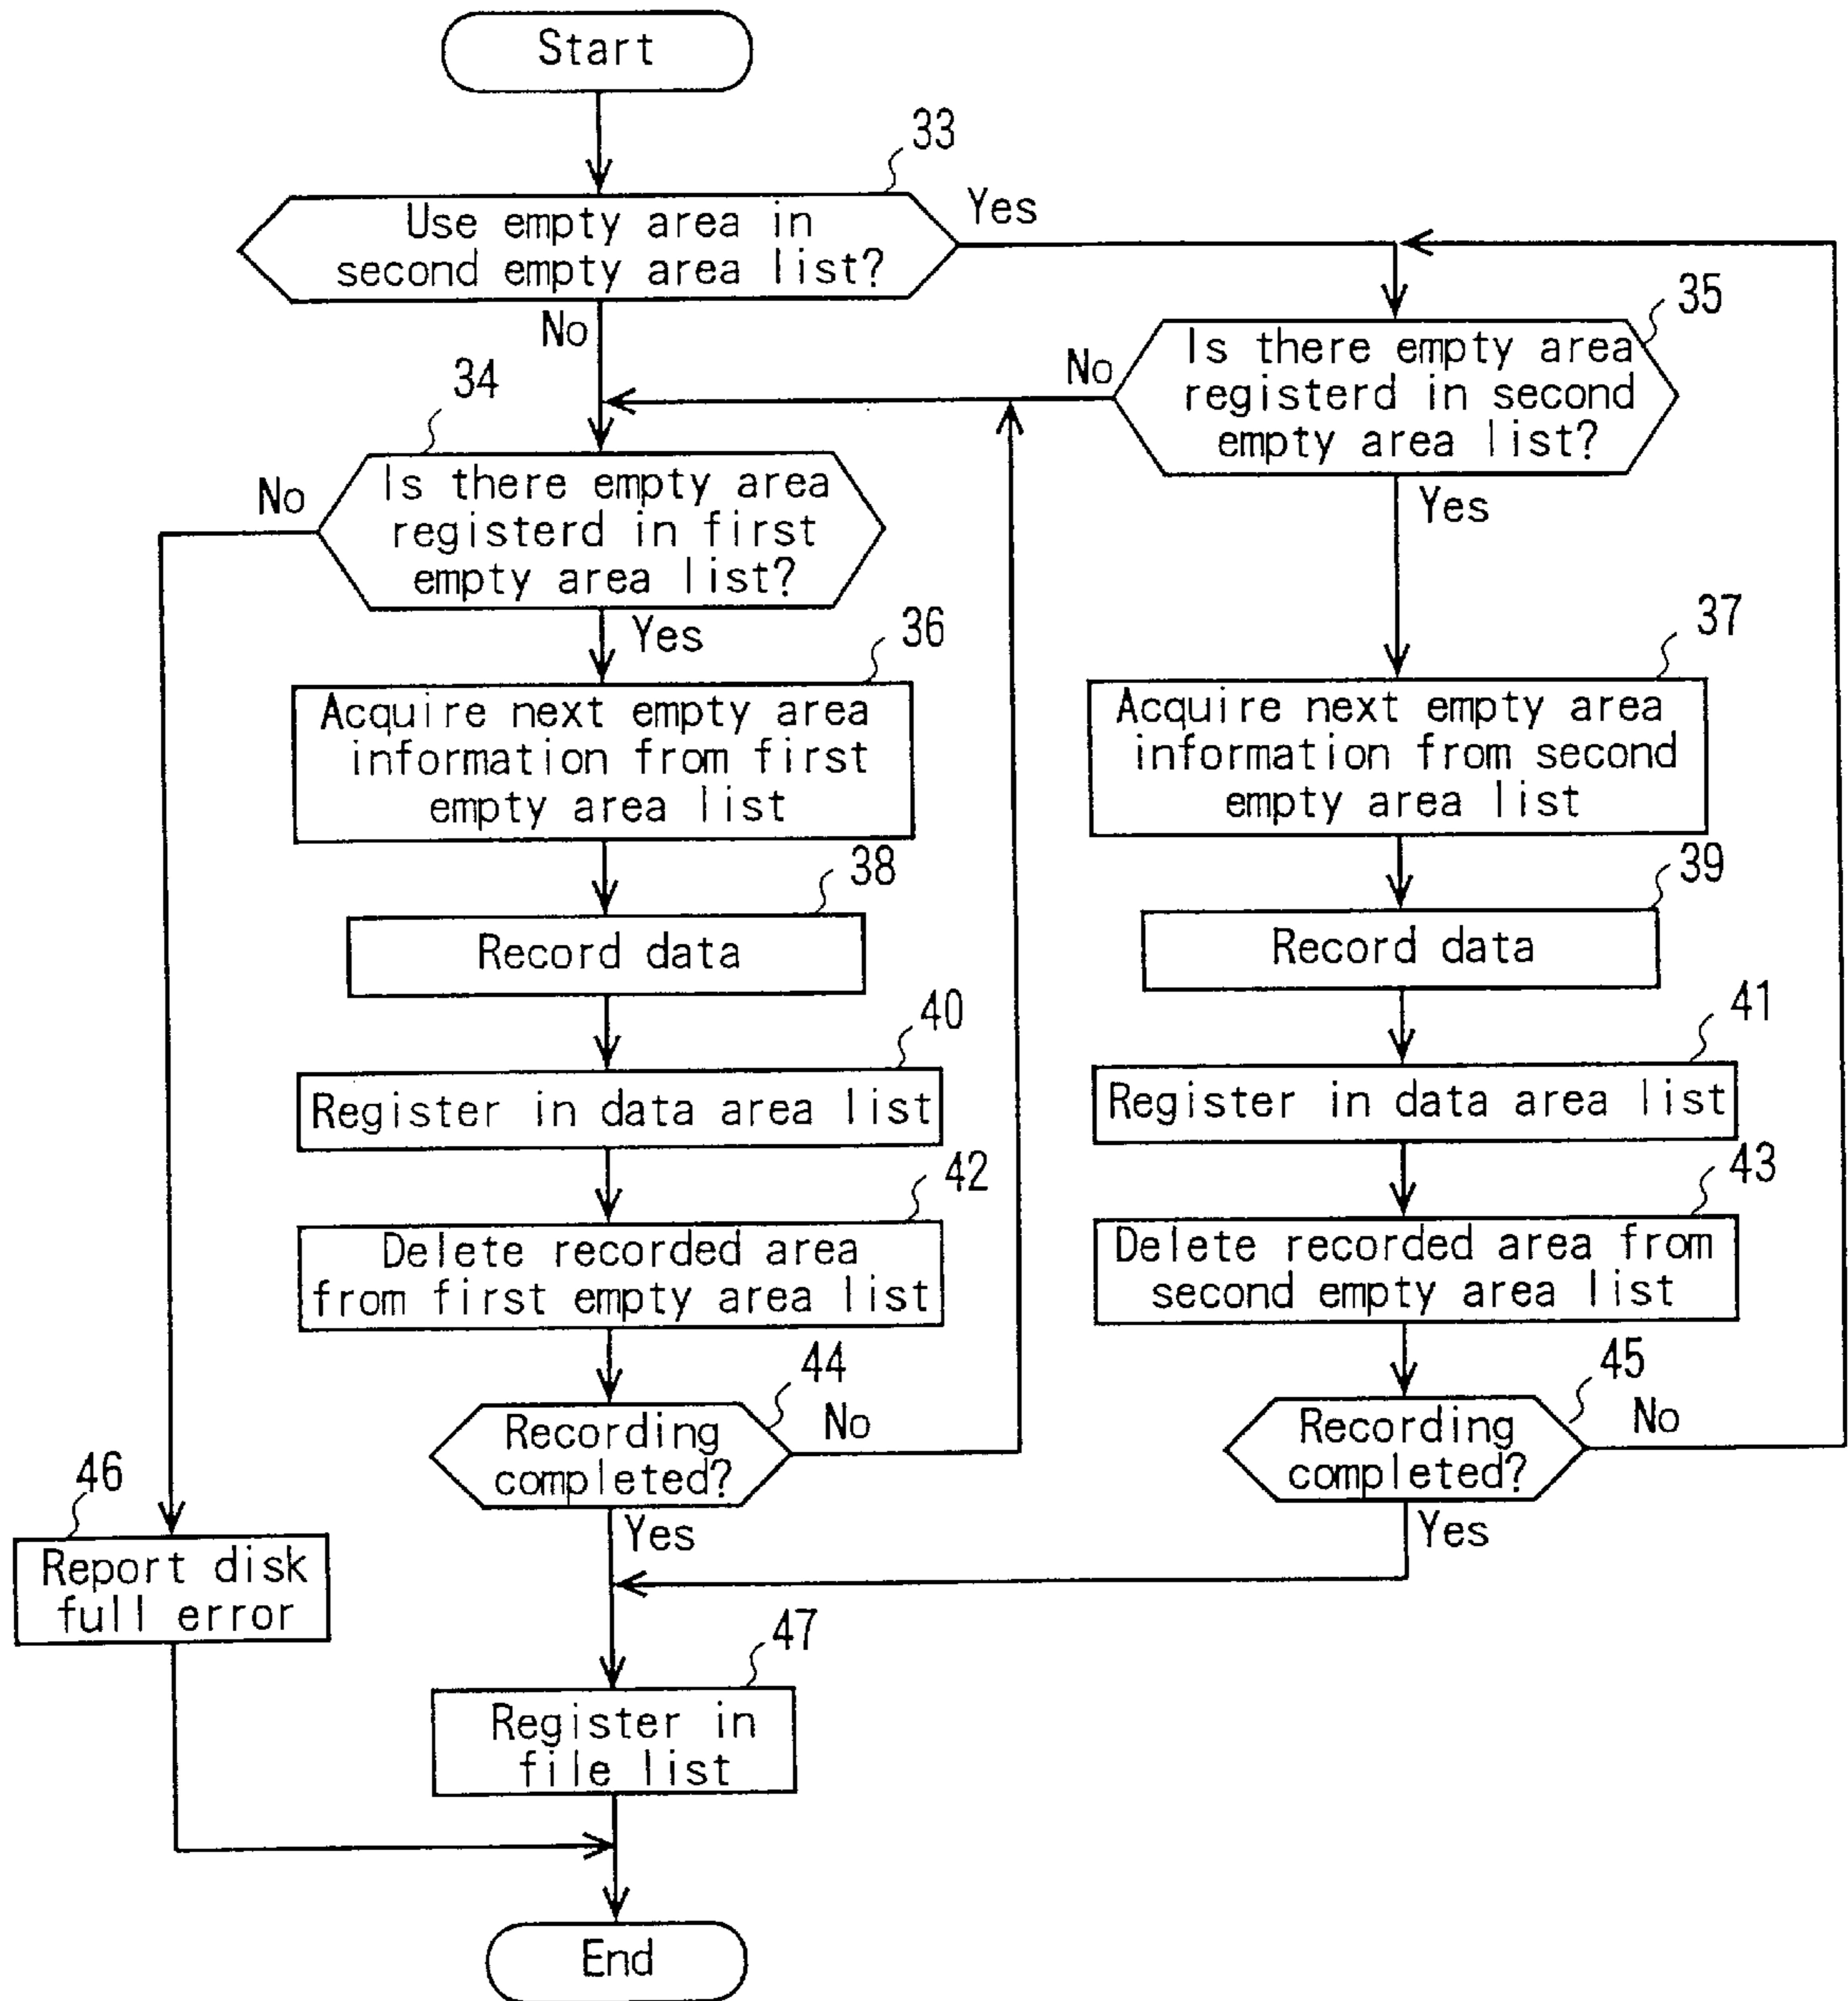 Start
33
Use empty area in
second empty area list?
Yes
No
35
Is there empty area
registerd in second
empty area list?
No
Yes
34
Is there empty area
registerd in first
empty area list?
No
Yes
36
Acquire next empty area
information from first
empty area list
37
Acquire next empty area
information from second
empty area list
38
Record data
39
Record data
40
Register in data area list
41
Register in data area list
42
Delete recorded area
from first empty area list
43
Delete recorded area from
second empty area list
44
Recording
completed?
No
Yes
45
Recording
completed?
No
Yes
46
Report disk
full error
47
Register in
file list
End